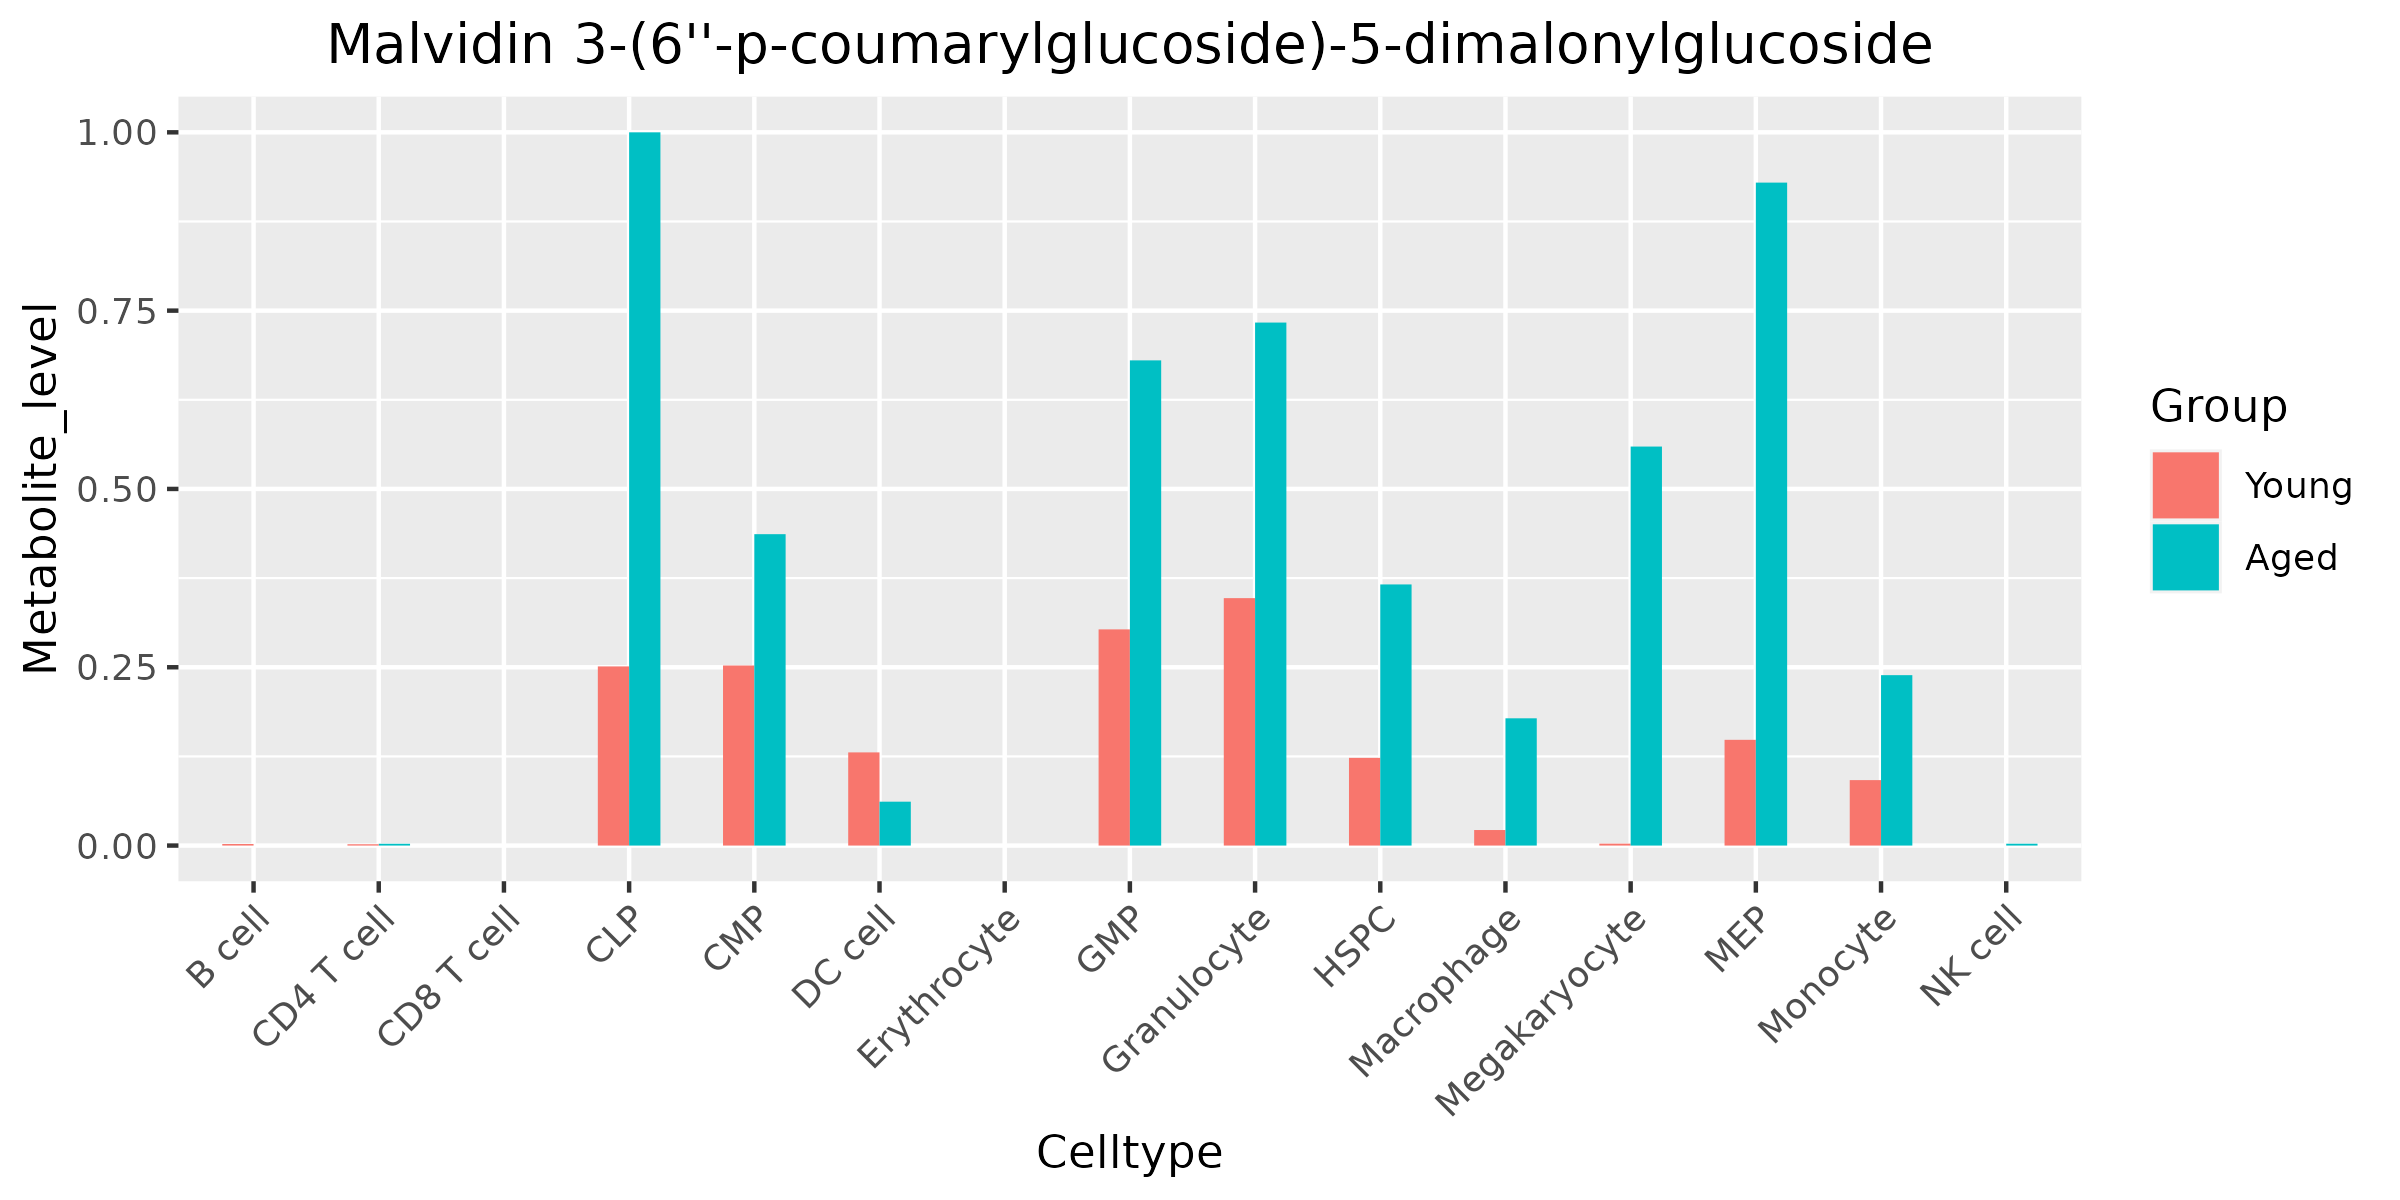 Malvidin 3-(6''-p-coumarylglucoside)-5-dimalonylglucoside
Metabolite_level
1.00
0.75
0.50
0.25
0.00
B cell
CD4 T cell
CD8 T cell
CLP
CMP
DC cell
Erythrocyte
GMP
Granulocyte
HSPC
Macrophage
Megakaryocyte
MEP
Monocyte
NK cell
Celltype
Group
Young
Aged